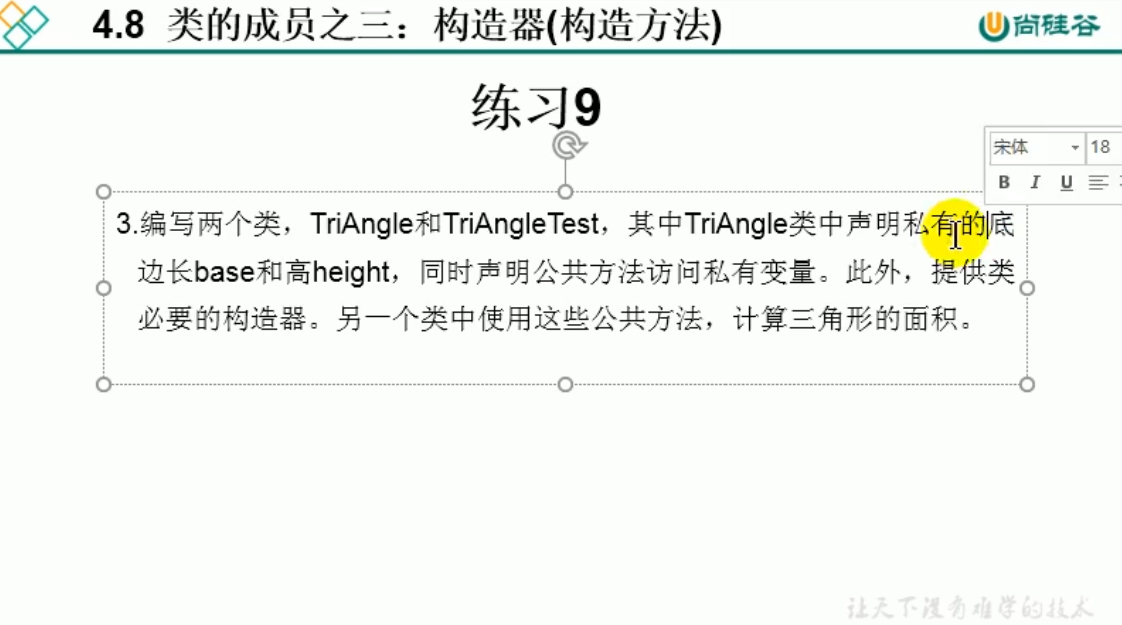 4.8 类的成员之三：构造器(构造方法)
尚硅谷
练习9
宋体 18
B I U
3.编写两个类，TriAngle和TriAngleTest，其中TriAngle类中声明私有的底
边长base和高height，同时声明公共方法访问私有变量。此外，提供类
必要的构造器。另一个类中使用这些公共方法，计算三角形的面积。
让天下没有难学的技术